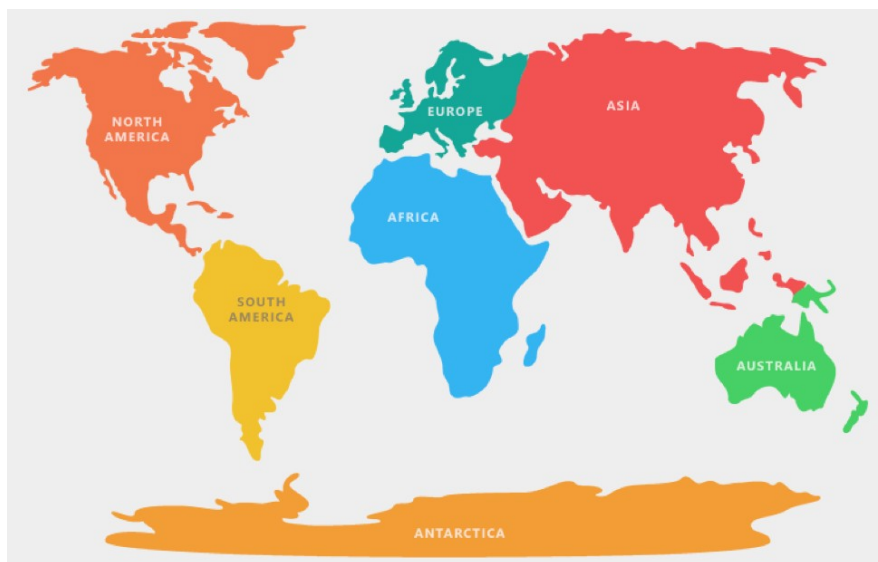 NORTH
AMERICA
EUROPE
ASIA
AFRICA
SOUTH
AMERICA
AUSTRALIA
ANTARCTICA